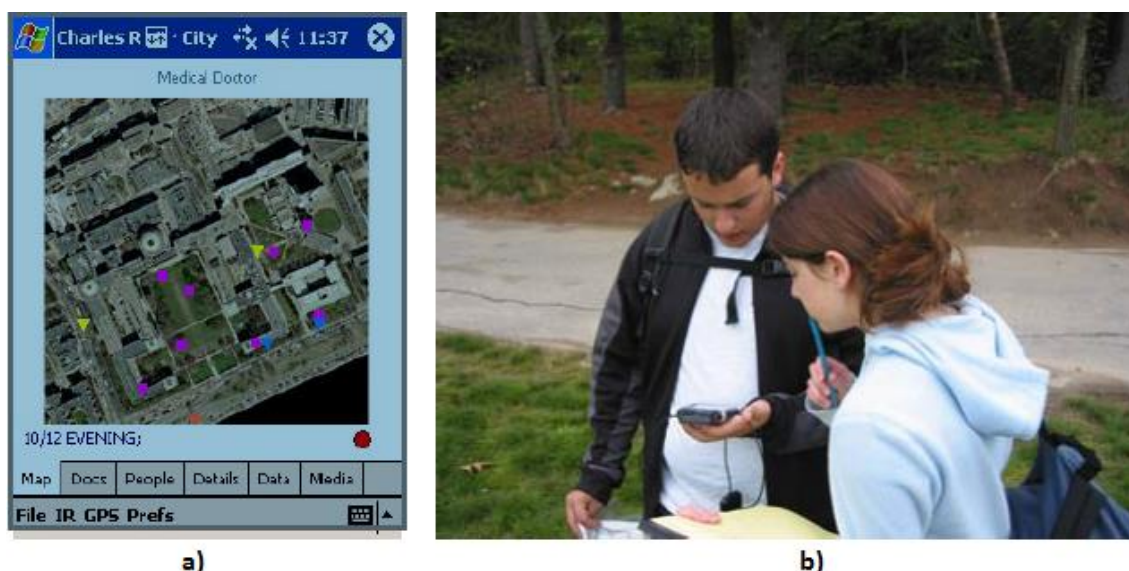 Charles R City 11:37
Medical Doctor
10/12 EVENING;
Map Docs People Details Data Media
File IR GPS Prefs
a) b)